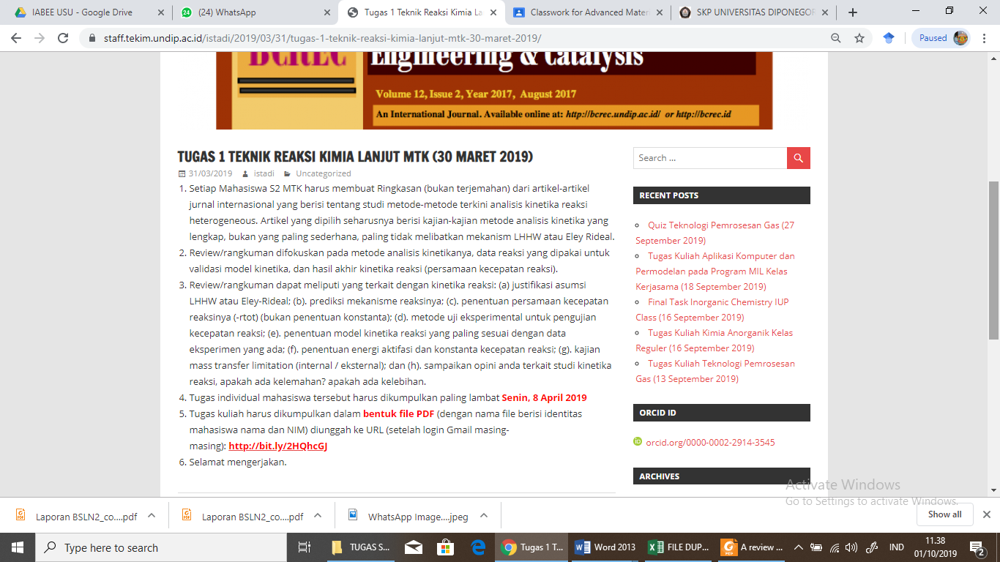 IABEE USU - Google Drive
(24) WhatsApp
Tugas 1 Teknik Reaksi Kimia La
Classwork for Advanced Mater
SKP UNIVERSITAS DIPONEGOR
staff.tekim.undip.ac.id/istadi/2019/03/31/tugas-1-teknik-reaksi-kimia-lanjut-mtk-30-maret-2019/
Paused
BCREC
Engineering & Catalysis
Volume 12, Issue 2, Year 2017, August 2017
An International Journal. Available online at: http://bcrec.undip.ac.id/ or http://bcrec.id
TUGAS 1 TEKNIK REAKSI KIMIA LANJUT MTK (30 MARET 2019)
31/03/2019 istadi Uncategorized
1. Setiap Mahasiswa S2 MTK harus membuat Ringkasan (bukan terjemahan) dari artikel-artikel
jurnal internasional yang berisi tentang studi metode-metode terkini analisis kinetika reaksi
heterogeneous. Artikel yang dipilih seharusnya berisi kajian-kajian metode analisis kinetika yang
lengkap, bukan yang paling sederhana, paling tidak melibatkan mekanism LHHW atau Eley Rideal.
2. Review/rangkuman difokuskan pada metode analisis kinetikanya, data reaksi yang dipakai untuk
validasi model kinetika, dan hasil akhir kinetika reaksi (persamaan kecepatan reaksi).
3. Review/rangkuman dapat meliputi yang terkait dengan kinetika reaksi: (a) justifikasi asumsi
LHHW atau Eley-Rideal; (b). prediksi mekanisme reaksinya; (c). penentuan persamaan kecepatan
reaksinya (-rtot) (bukan penentuan konstanta); (d). metode uji eksperimental untuk pengujian
kecepatan reaksi; (e). penentuan model kinetika reaksi yang paling sesuai dengan data
eksperimen yang ada; (f). penentuan energi aktifasi dan konstanta kecepatan reaksi; (g). kajian
mass transfer limitation (internal / eksternal); dan (h). sampaikan opini anda terkait studi kinetika
reaksi, apakah ada kelemahan? apakah ada kelebihan.
4. Tugas individual mahasiswa tersebut harus dikumpulkan paling lambat Senin, 8 April 2019
5. Tugas kuliah harus dikumpulkan dalam bentuk file PDF (dengan nama file berisi identitas
mahasiswa nama dan NIM) diunggah ke URL (setelah login Gmail masing-
masing): http://bit.ly/2HQhcGJ
6. Selamat mengerjakan.
Search ...
RECENT POSTS
Quiz Teknologi Pemrosesan Gas (27
September 2019)
Tugas Kuliah Aplikasi Komputer dan
Permodelan pada Program MIL Kelas
Kerjasama (18 September 2019)
Final Task Inorganic Chemistry IUP
Class (16 September 2019)
Tugas Kuliah Kimia Anorganik Kelas
Reguler (16 September 2019)
Tugas Kuliah Teknologi Pemrosesan
Gas (13 September 2019)
ORCID ID
orcid.org/0000-0002-2914-3545
ARCHIVES
Activate Windows
Go to Settings to activate Windows.
Laporan BSLN2_co....pdf
Laporan BSLN2_co....pdf
WhatsApp Image....jpeg
Show all
Type here to search
TUGAS S...
Tugas 1 T...
Word 2013
FILE DUP...
A review ...
IND
11.38
01/10/2019
2